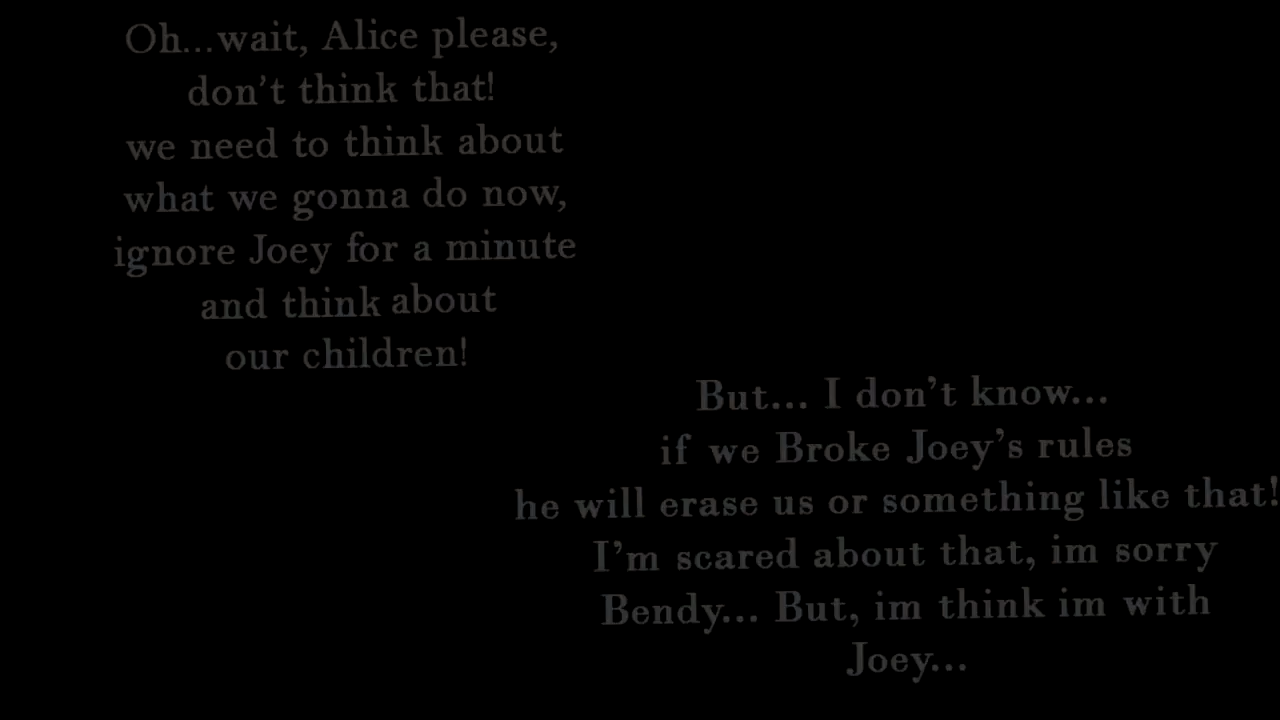 Oh...wait, Alice please,
don't think that!
we need to think about
what we gonna do now,
ignore Joey for a minute
and think about
our children!
But... I don't know...
if we Broke Joey's rules
he will erase us or something like that!
I'm scared about that, im sorry
Bendy... But, im think im with
Joey...